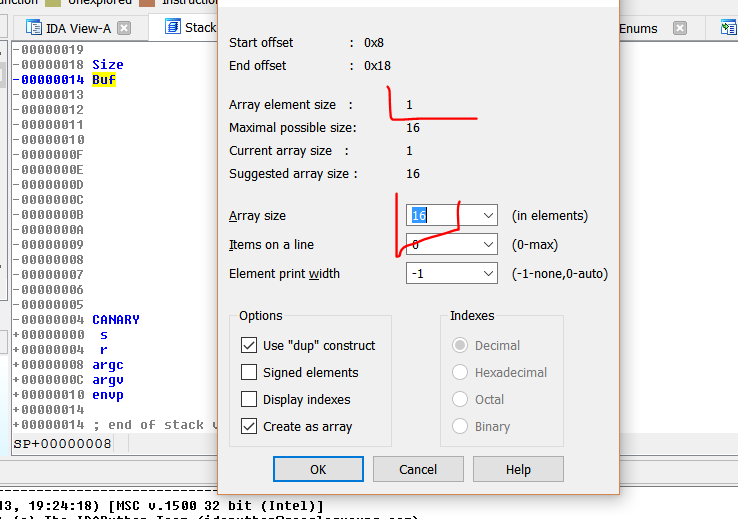 Unexplored
Instruction
IDA View-A
Stack
Enums
-00000019
-00000018 Size
-00000014 Buf
-00000013
-00000012
-00000011
-00000010
-0000000F
-0000000E
-0000000D
-0000000C
-0000000B
-0000000A
-00000009
-00000008
-00000007
-00000006
-00000005
-00000004 CANARY
+00000000 s
+00000004 r
+00000008 argc
+0000000C argv
+00000010 envp
+00000014
+00000014 ; end of stack v
SP+00000008
Start offset : 0x8
End offset : 0x18
Array element size : 1
Maximal possible size: 16
Current array size : 1
Suggested array size : 16
Array size 16 (in elements)
Items on a line 0 (0-max)
Element print width -1 (-1-none,0-auto)
Options
Use "dup" construct
Signed elements
Display indexes
Create as array
Indexes
Decimal
Hexadecimal
Octal
Binary
OK
Cancel
Help
13, 19:24:18) [MSC v.1500 32 bit (Intel)]